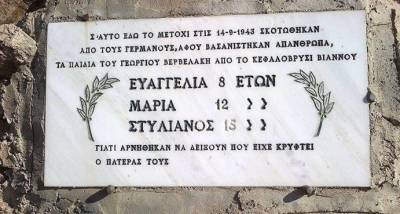 Σ'ΑΥΤΟ ΕΔΩ ΤΟ ΜΕΤΟΧΙ ΣΤΙΣ 14-9-1943 ΣΚΟΤΩΘΗΚΑΝ
ΑΠΟ ΤΟΥΣ ΓΕΡΜΑΝΟΥΣ,ΑΦΟΥ ΒΑΣΑΝΙΣΤΗΚΑΝ ΑΠΑΝΘΡΩΠΑ,
ΤΑ ΠΑΙΔΙΑ ΤΟΥ ΓΕΩΡΓΙΟΥ ΒΕΡΒΕΛΑΚΗ ΑΠΟ ΤΟ ΚΕΦΑΛΟΒΡΥΣΙ ΒΙΑΝΝΟΥ
ΕΥΑΓΓΕΛΙΑ 8 ΕΤΩΝ
ΜΑΡΙΑ 12 》
ΣΤΥΛΙΑΝΟΣ 15 》
ΓΙΑΤΙ ΑΡΝΗΘΗΚΑΝ ΝΑ ΔΕΙΞΟΥΝ ΠΟΥ ΕΙΧΕ ΚΡΥΦΤΕΙ
Ο ΠΑΤΕΡΑΣ ΤΟΥΣ